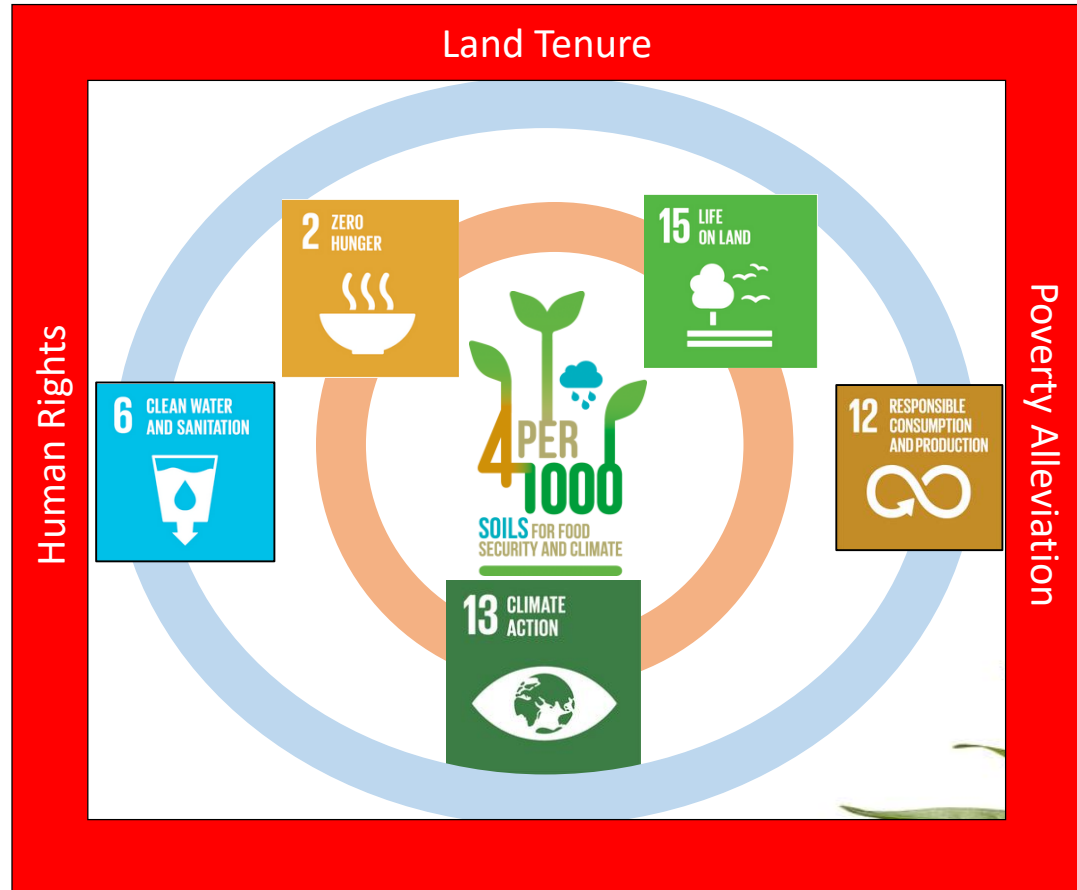 Land Tenure
2 ZERO
HUNGER
15 LIFE
ON LAND
Human Rights
Poverty Alleviation
6 CLEAN WATER
AND SANITATION
12 RESPONSIBLE
CONSUMPTION
AND PRODUCTION
4 PER
1000
SOILS FOR FOOD
SECURITY AND CLIMATE
13 CLIMATE
ACTION